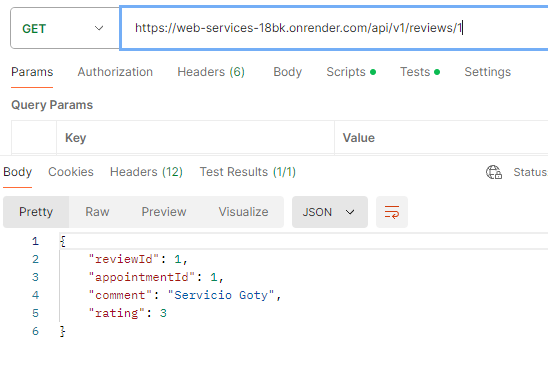 GET https://web-services-18bk.onrender.com/api/v1/reviews/1
Params Authorization Headers (6) Body Scripts Tests Settings
Query Params
Key Value
Body Cookies Headers (12) Test Results (1/1) Status
Pretty Raw Preview Visualize JSON
1 {
2 "reviewId": 1,
3 "appointmentId": 1,
4 "comment": "Servicio Goty",
5 "rating": 3
6 }